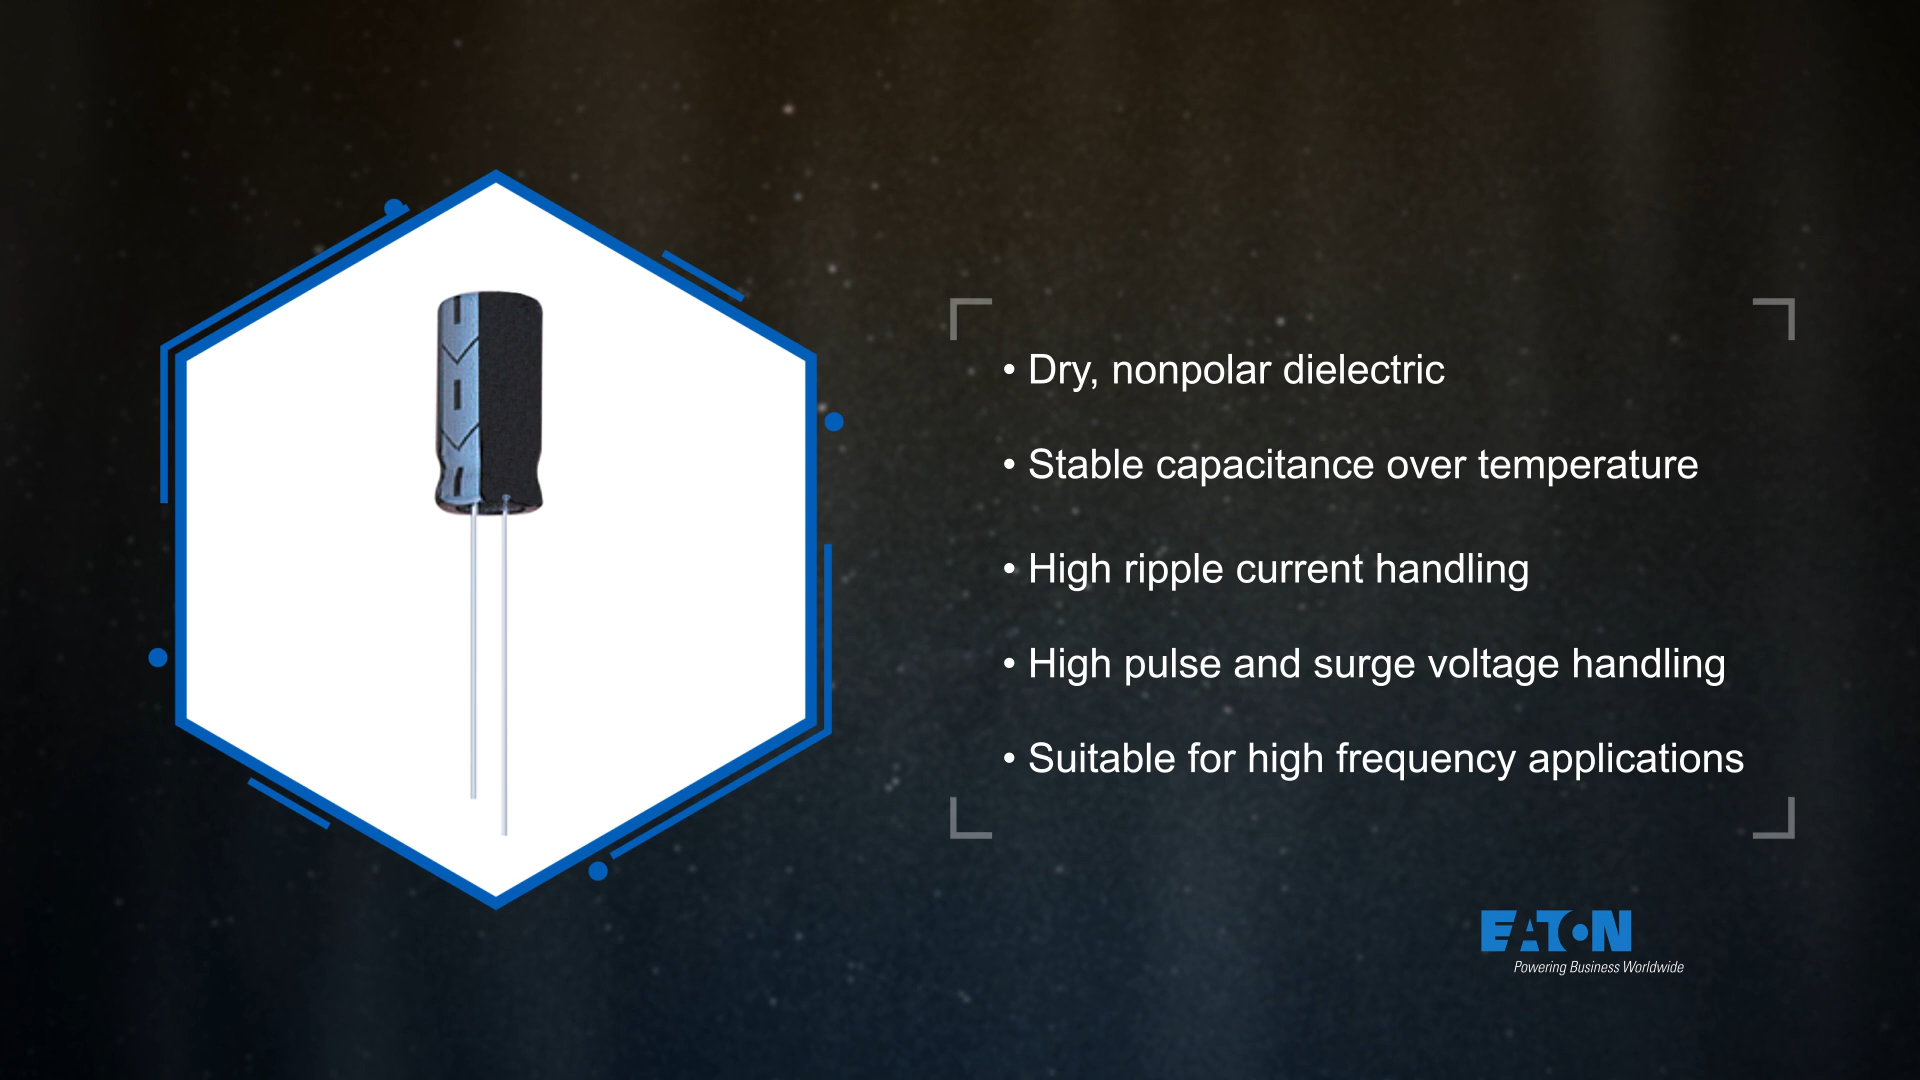 • Dry, nonpolar dielectric
• Stable capacitance over temperature
• High ripple current handling
• High pulse and surge voltage handling
• Suitable for high frequency applications
EATON
Powering Business Worldwide